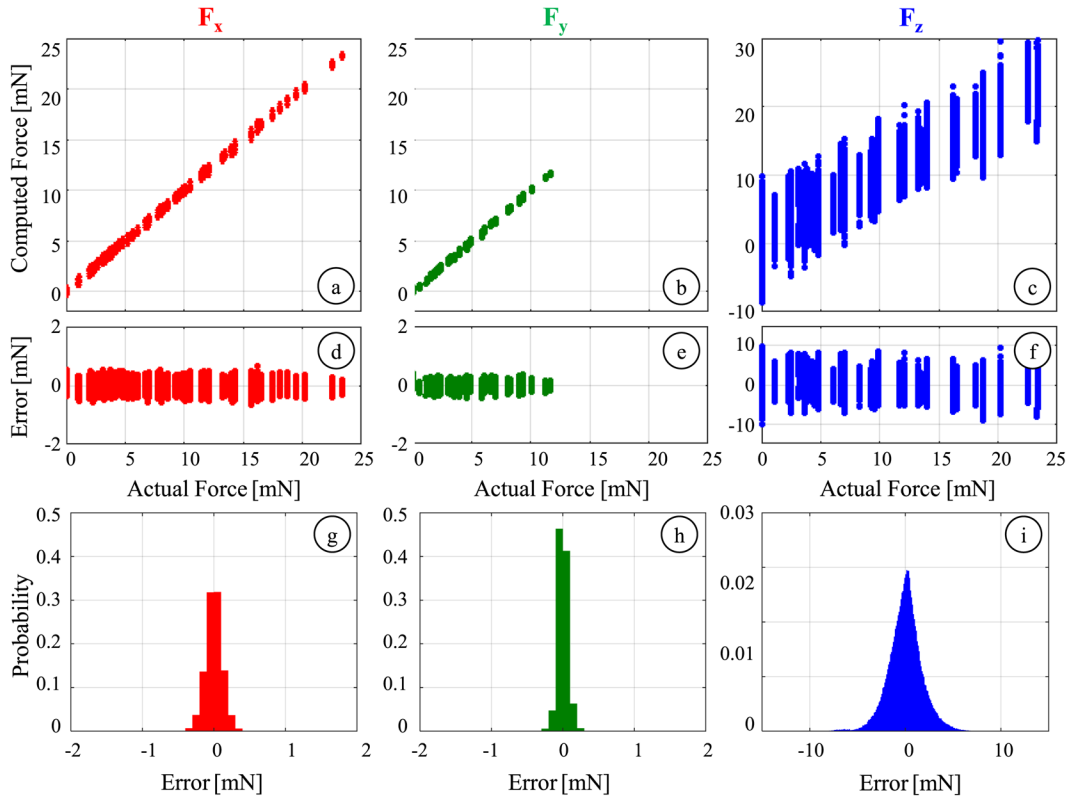 Fx Fy Fz
Computed Force [mN]
25
20
15
10
5
0
a
25
20
15
10
5
0
b
30
20
10
0
-10
c
Error [mN]
2
0
-2
d
2
0
-2
e
10
0
-10
f
0 5 10 15 20 25
0 5 10 15 20 25
0 5 10 15 20 25
Actual Force [mN] Actual Force [mN] Actual Force [mN]
Probability
0.5
0.4
0.3
0.2
0.1
0
g
0.5
0.4
0.3
0.2
0.1
0
h
0.03
0.02
0.01
0
i
-2 -1 0 1 2
-2 -1 0 1 2
-10 0 10
Error [mN] Error [mN] Error [mN]